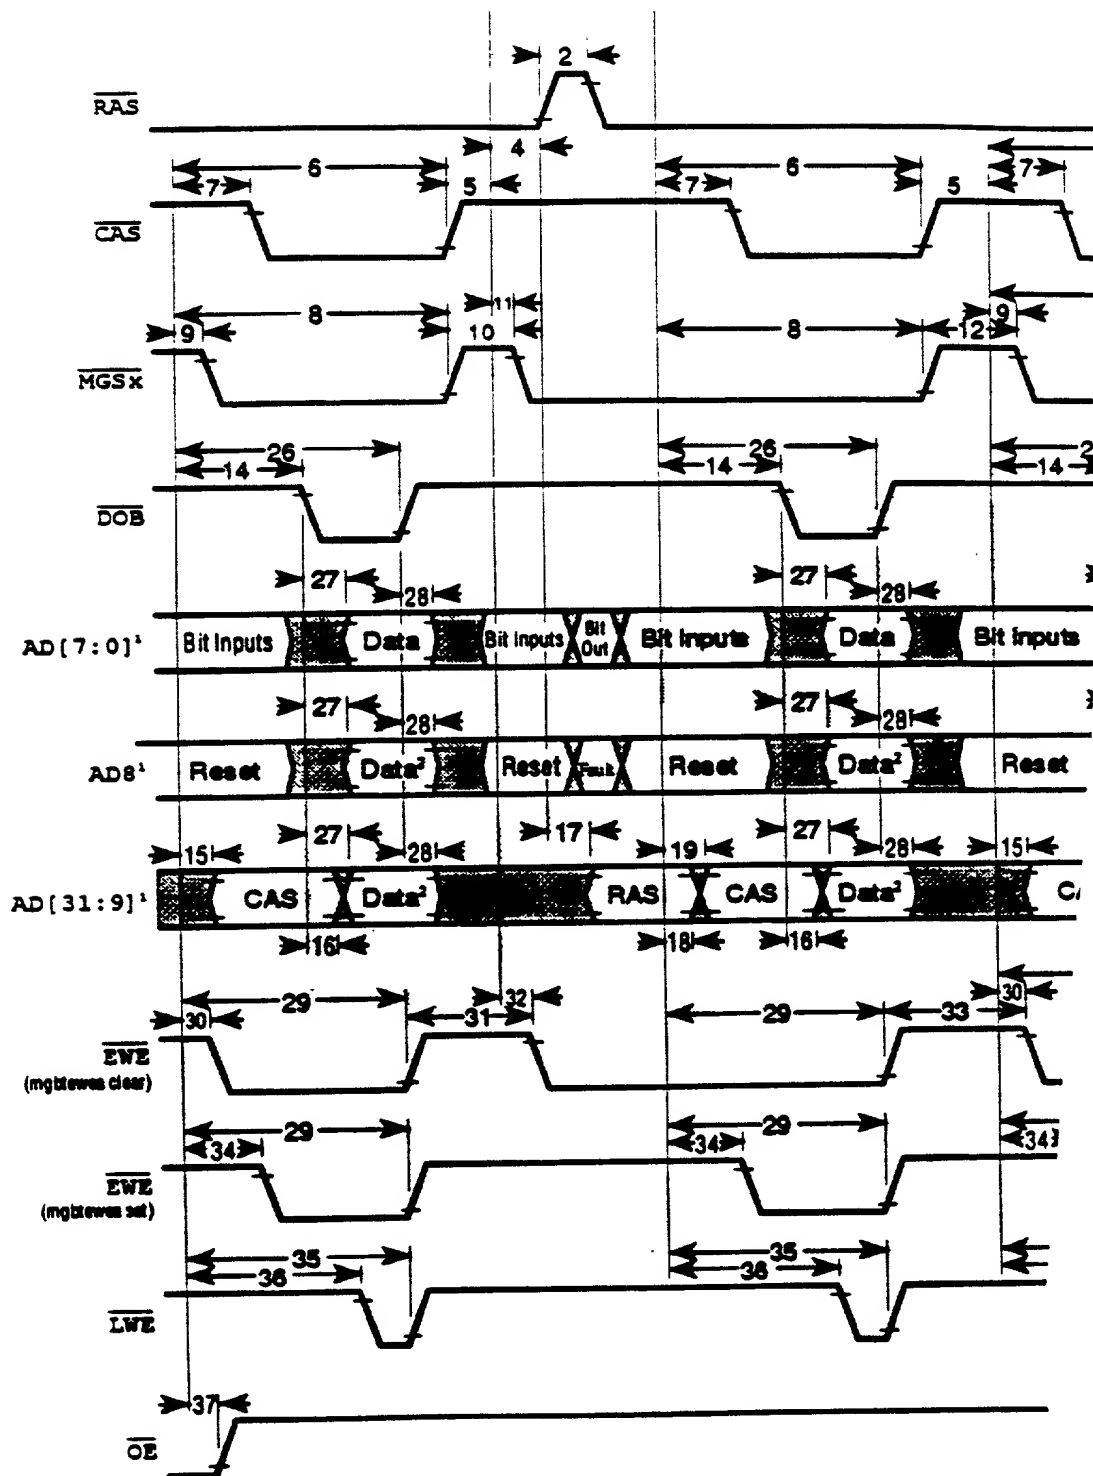 2
RAS
4
6 6
7 5 7 5 7
CAS
11
8 9
9 10 8 12
MGSx
26 26 2
14 14 14
DOB
27 28 27 28
AD[7:0]¹ Bit Inputs Data Bit Inputs Bit Out Bit Inputs Data Bit Inputs
27 28 27 28
AD8¹ Reset Data² Reset Fault Reset Data² Reset
27 17 27
15 28 19 28 15
AD[31:9]¹ CAS Data² RAS CAS Data² CA
16 18 16
29 32 29 30
30 31 33
EWE
(mgbtewes clear)
29 29
34 34 34
EWE
(mgbtewes set)
35 35
36 36
LWE
37
OE